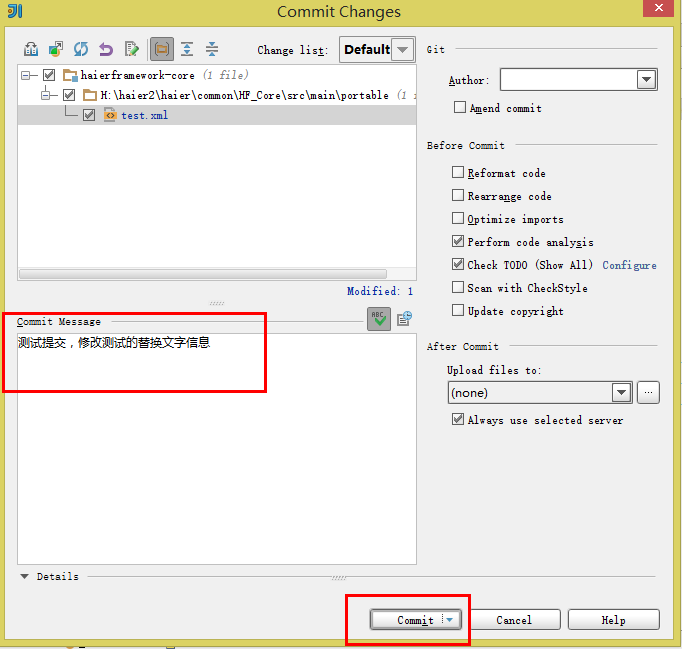 Commit Changes
Change list: Default
haierframework-core (1 file)
H:\haier2\haier\common\HF_Core\src\main\portable (1
test.xml
Modified: 1
Commit Message
测试提交，修改测试的替换文字信息
Details
Git
Author:
Amend commit
Before Commit
Reformat code
Rearrange code
Optimize imports
Perform code analysis
Check TODO (Show All) Configure
Scan with CheckStyle
Update copyright
After Commit
Upload files to:
(none)
...
Always use selected server
Commit
Cancel
Help